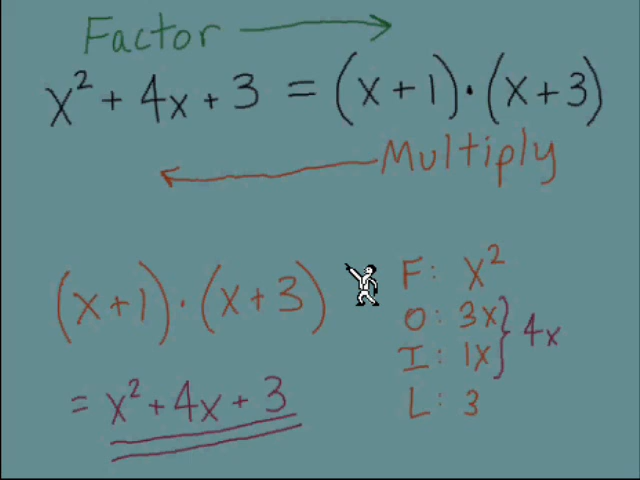 Factor
x² + 4x + 3 = (x+1)·(x+3)
Multiply
(x+1)·(x+3)
= x² + 4x + 3
F: x²
O: 3x
I: 1x
4x
L: 3